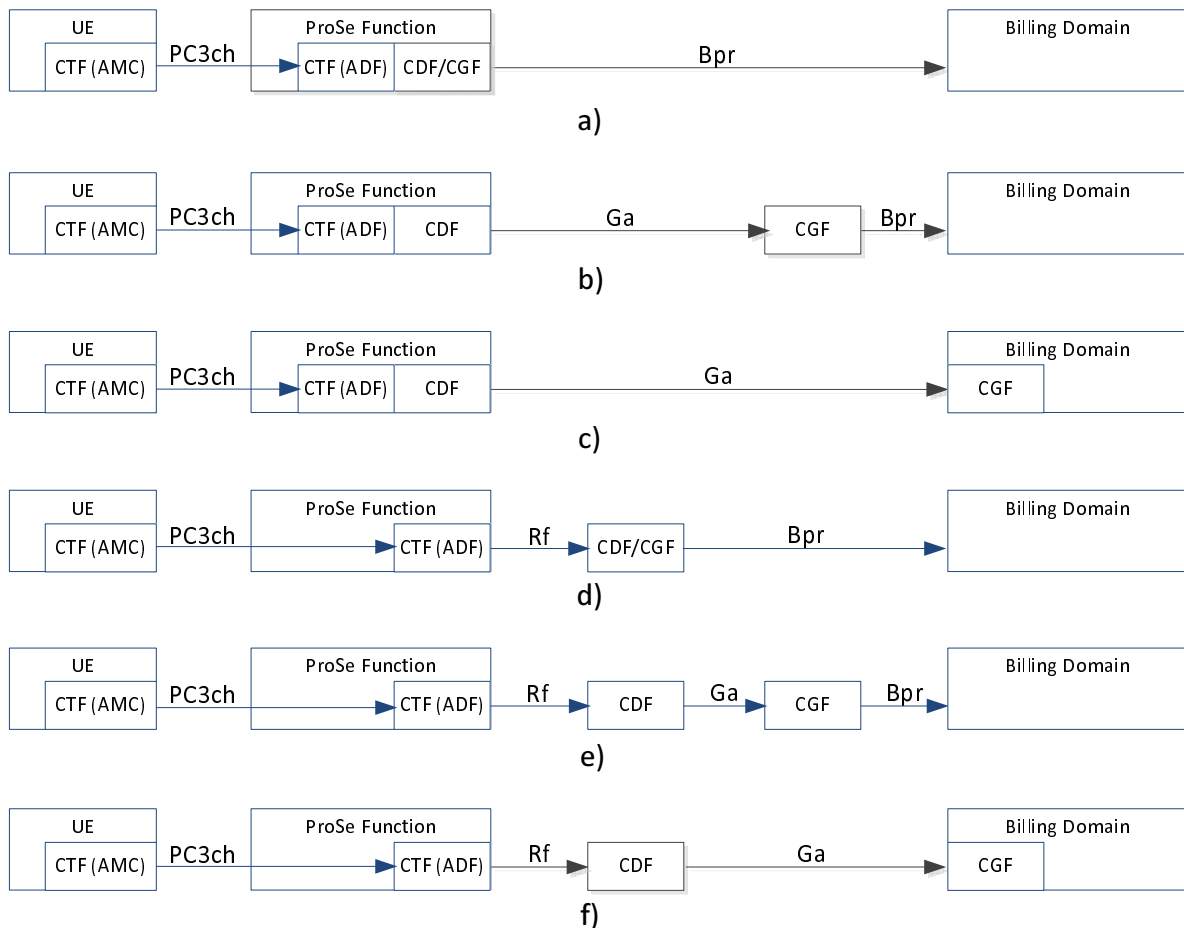 UE
ProSe Function
Billing Domain
CTF (AMC)
PC3ch
CTF (ADF)
CDF/CGF
Bpr
a)
UE
ProSe Function
Billing Domain
CTF (AMC)
PC3ch
CTF (ADF)
CDF
Ga
CGF
Bpr
b)
UE
ProSe Function
Billing Domain
CTF (AMC)
PC3ch
CTF (ADF)
CDF
Ga
CGF
c)
UE
ProSe Function
Billing Domain
CTF (AMC)
PC3ch
CTF (ADF)
Rf
CDF/CGF
Bpr
d)
UE
ProSe Function
Billing Domain
CTF (AMC)
PC3ch
CTF (ADF)
Rf
CDF
Ga
CGF
Bpr
e)
UE
ProSe Function
Billing Domain
CTF (AMC)
PC3ch
CTF (ADF)
Rf
CDF
Ga
CGF
f)